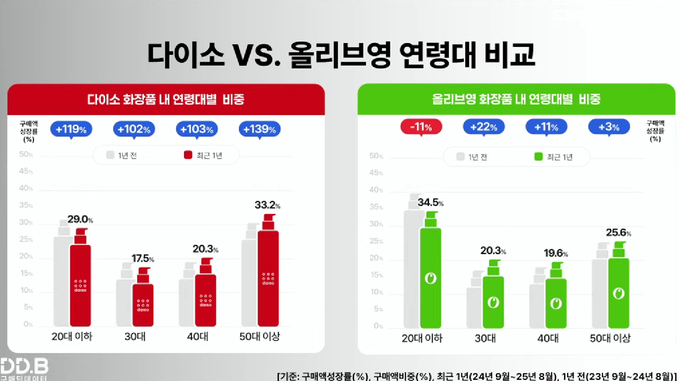 다이소 VS. 올리브영 연령대 비교
다이소 화장품 내 연령대별 비중
구매액
성장률
(%)
+119%
+102%
+103%
+139%
1년 전
최근 1년
50%
45%
40%
35%
30%
25%
20%
15%
10%
5%
0%
29.0%
17.5%
20.3%
33.2%
20대 이하
30대
40대
50대 이상
올리브영 화장품 내 연령대별 비중
-11%
+22%
+11%
+3%
구매액
성장률
(%)
1년 전
최근 1년
50%
45%
40%
35%
30%
25%
20%
15%
10%
5%
0%
34.5%
20.3%
19.6%
25.6%
20대 이하
30대
40대
50대 이상
DD.B
[기준: 구매액성장률(%), 구매액비중(%), 최근 1년(24년 9월~25년 8월), 1년 전(23년 9월~24년 8월)]